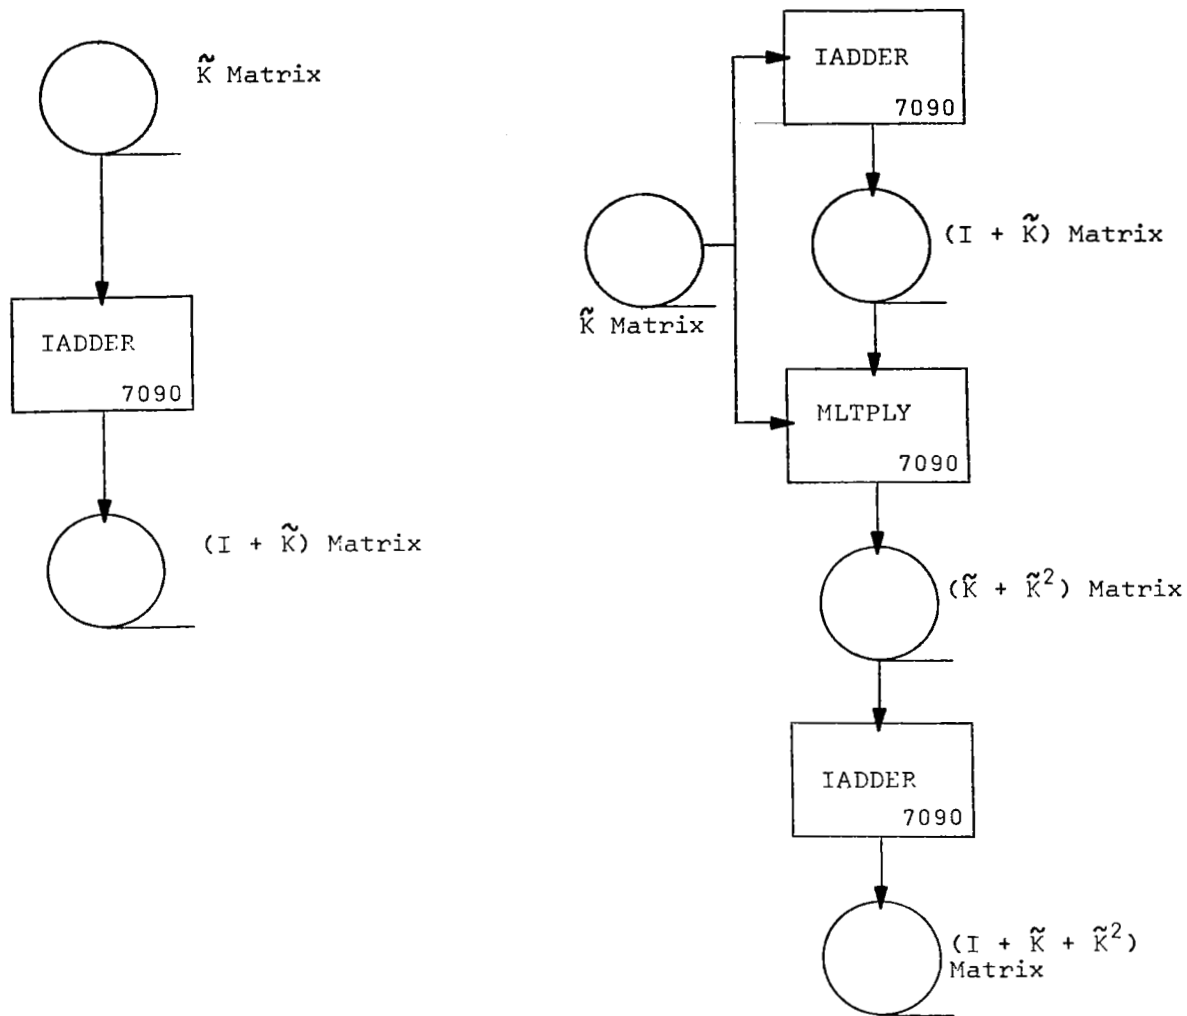 K̃ Matrix
IADDER
7090
(I + K̃) Matrix
IADDER
7090
K̃ Matrix
(I + K̃) Matrix
MLTPLY
7090
(K̃ + K̃²) Matrix
IADDER
7090
(I + K̃ + K̃²)
Matrix